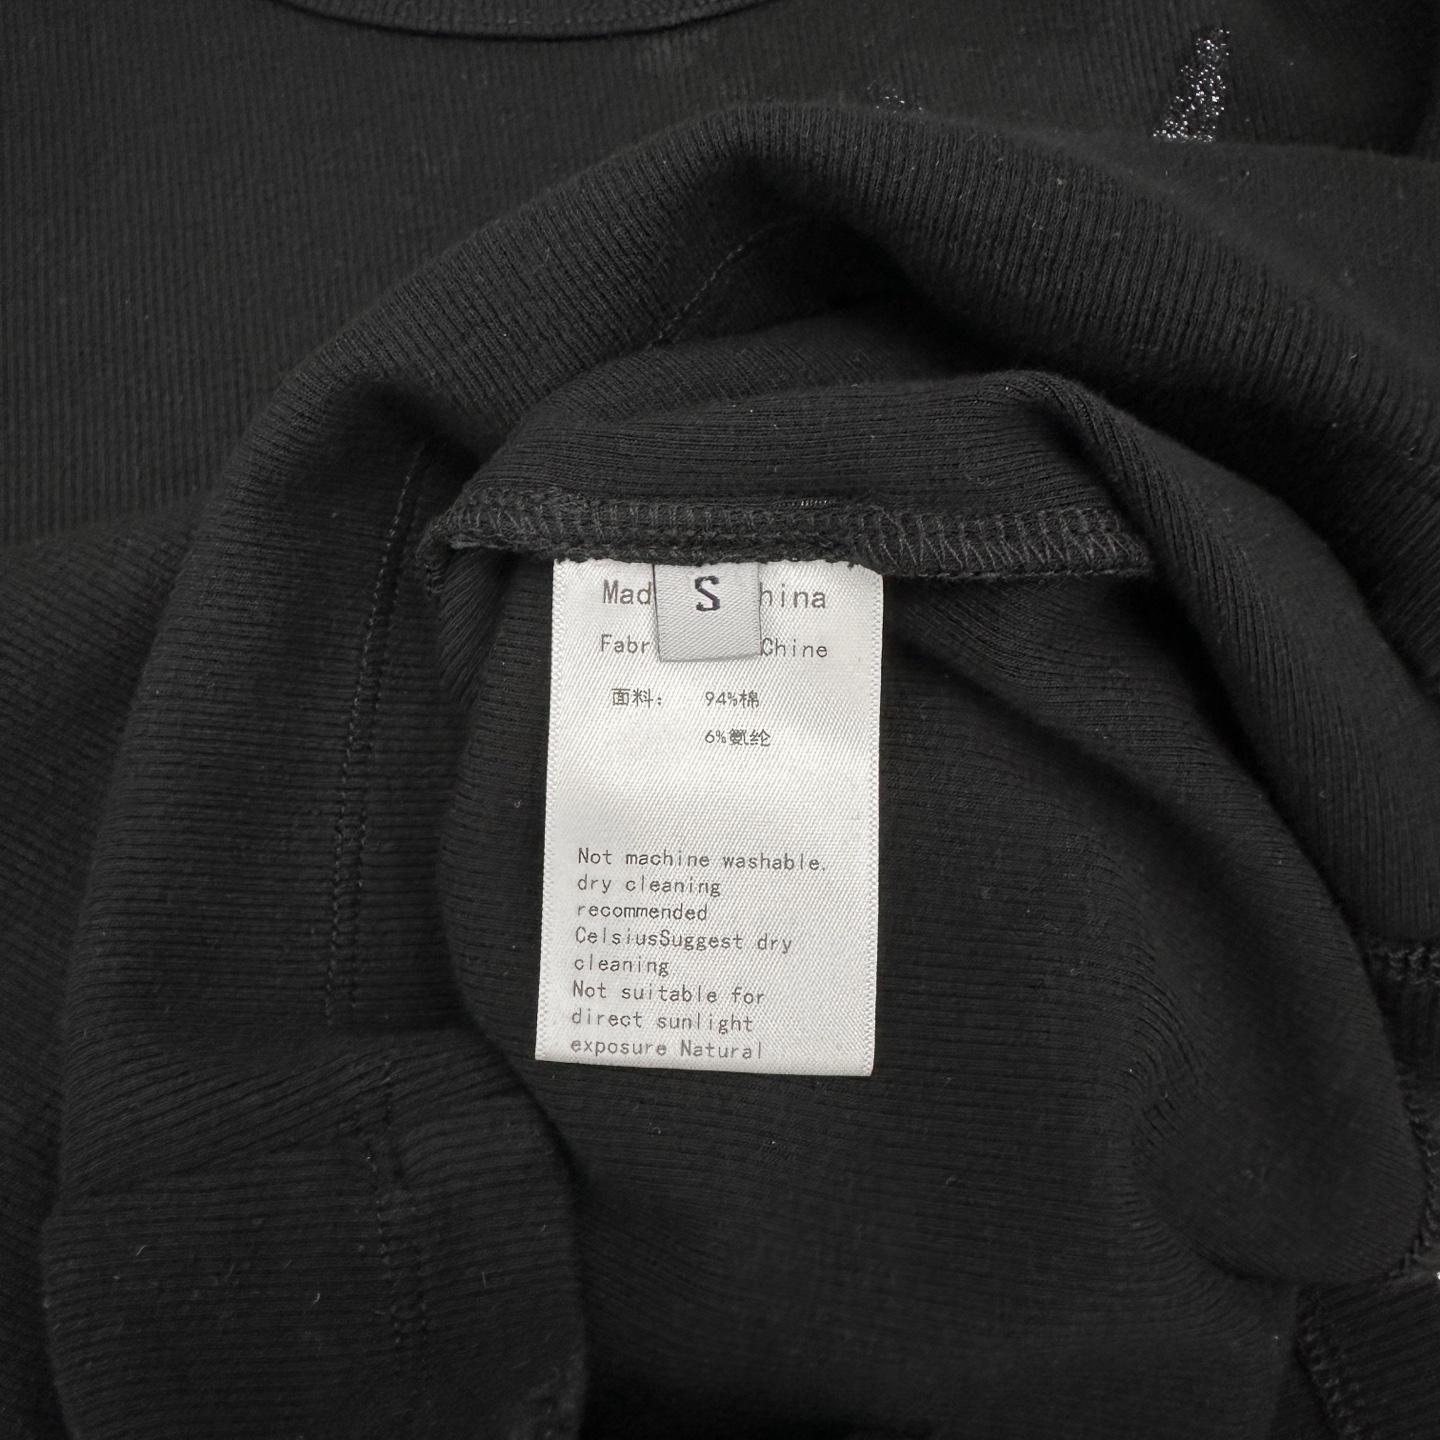 S
Mad hina
Fabr Chine
面料： 94%棉
6%氨纶
Not machine washable.
dry cleaning
recommended
CelsiusSuggest dry
cleaning
Not suitable for
direct sunlight
exposure Natural